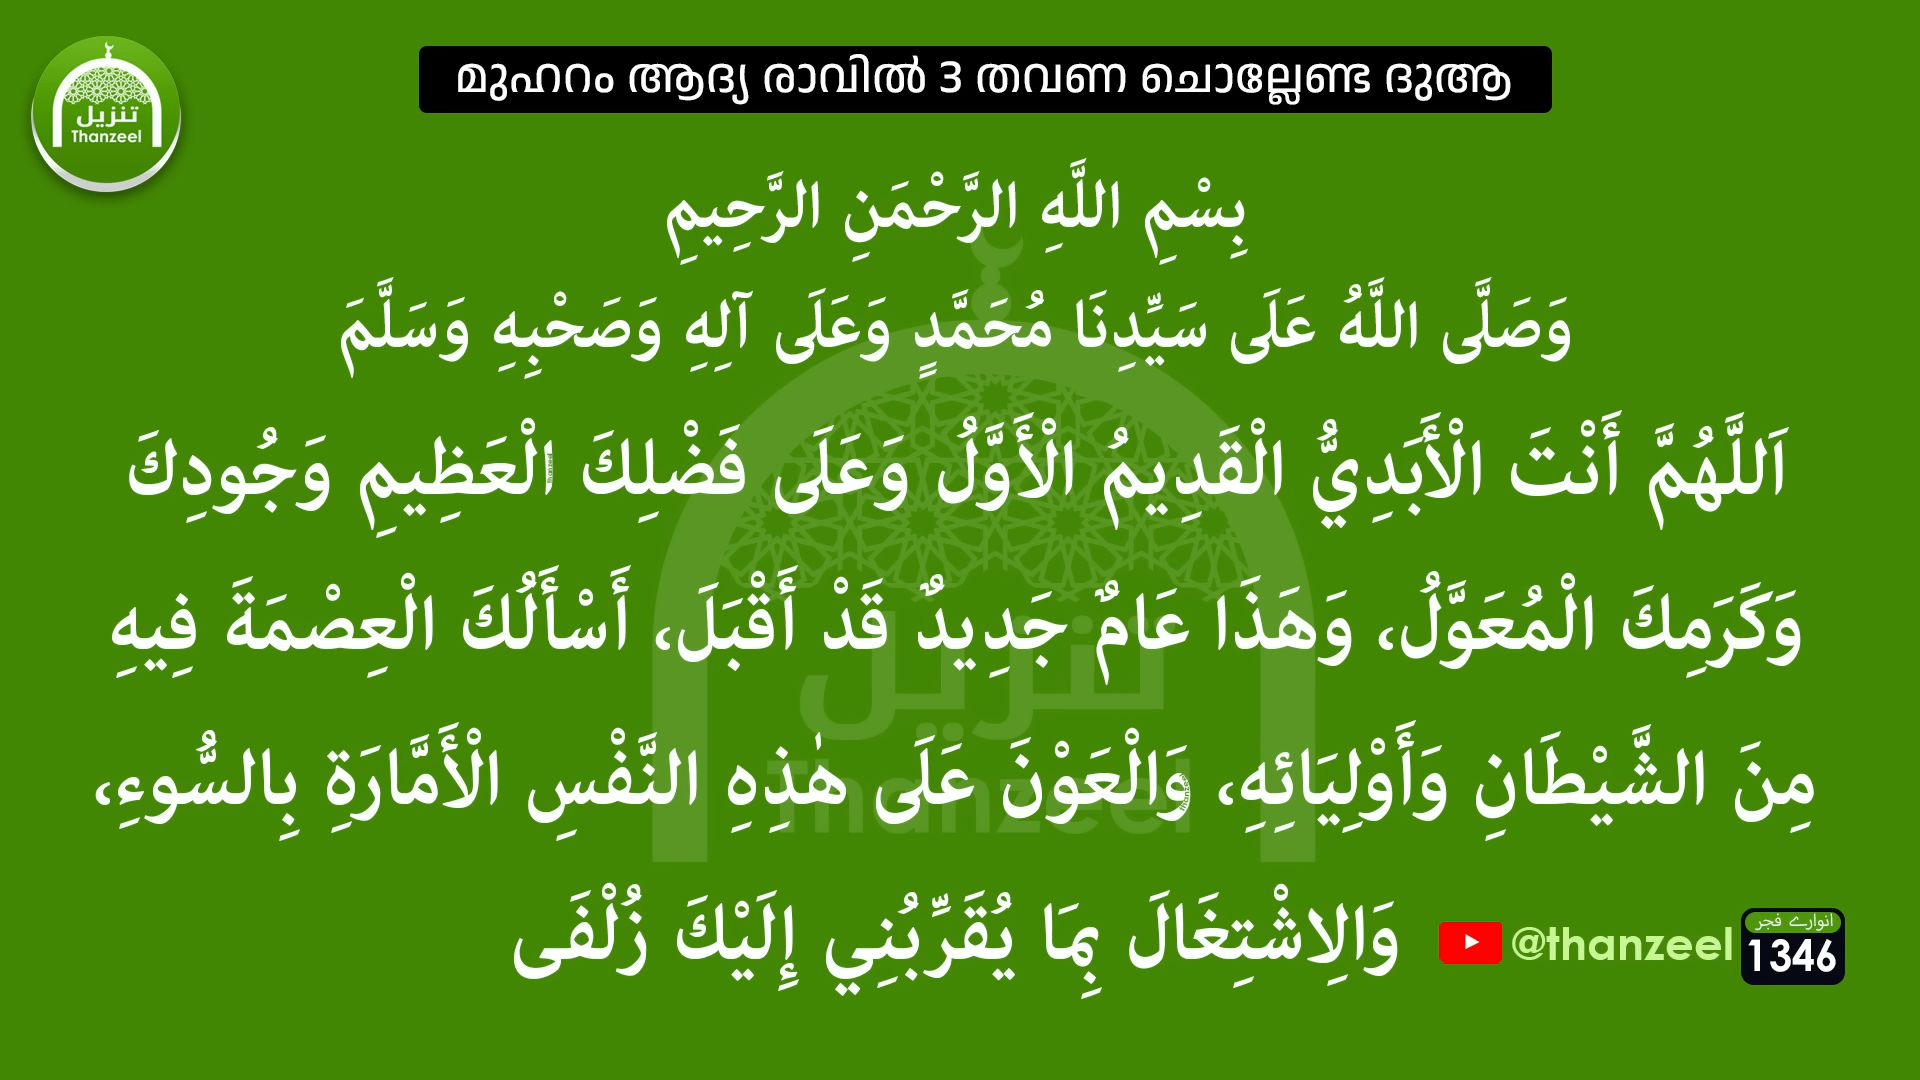 تنزيل
Thanzeel
മുഹറം ആദ്യ രാവിൽ 3 തവണ ചൊല്ലേണ്ട ദുആ
بِسْمِ اللَّهِ الرَّحْمَنِ الرَّحِيمِ
وَصَلَّى اللَّهُ عَلَى سَيِّدِنَا مُحَمَّدٍ وَعَلَى آلِهِ وَصَحْبِهِ وَسَلَّمَ
اَللَّهُمَّ أَنْتَ الْأَبَدِيُّ الْقَدِيمُ الْأَوَّلُ وَعَلَى فَضْلِكَ الْعَظِيمِ وَجُودِكَ
وَكَرَمِكَ الْمُعَوَّلُ، وَهَذَا عَامٌ جَدِيدٌ قَدْ أَقْبَلَ، أَسْأَلُكَ الْعِصْمَةَ فِيهِ
مِنَ الشَّيْطَانِ وَأَوْلِيَائِهِ، وَالْعَوْنَ عَلَى هٰذِهِ النَّفْسِ الْأَمَّارَةِ بِالسُّوءِ،
وَالِاشْتِغَالَ بِمَا يُقَرِّبُنِي إِلَيْكَ زُلْفَى
@thanzeel
انوارے فجر
1346
تنزيل
Thanzeel